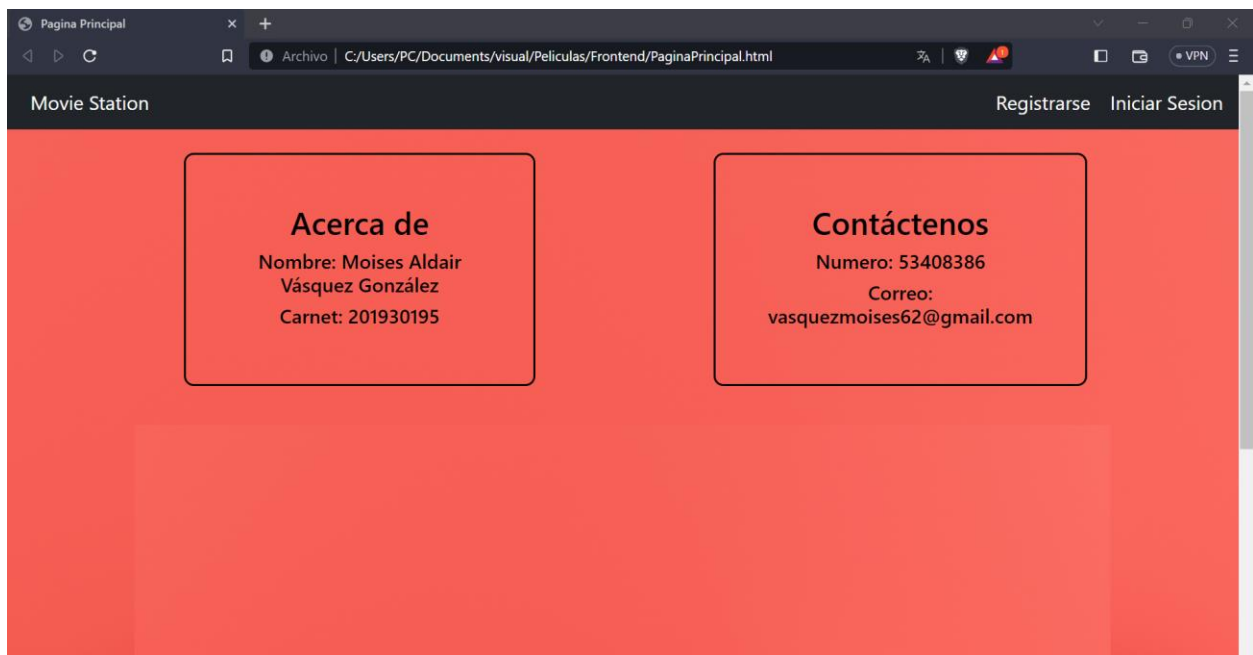 Pagina Principal
Archivo | C:/Users/PC/Documents/visual/Peliculas/Frontend/PaginaPrincipal.html
VPN
Movie Station
Registrarse Iniciar Sesion
Acerca de
Nombre: Moises Aldair
Vásquez González
Carnet: 201930195
Contáctenos
Numero: 53408386
Correo:
vasquezmoises62@gmail.com